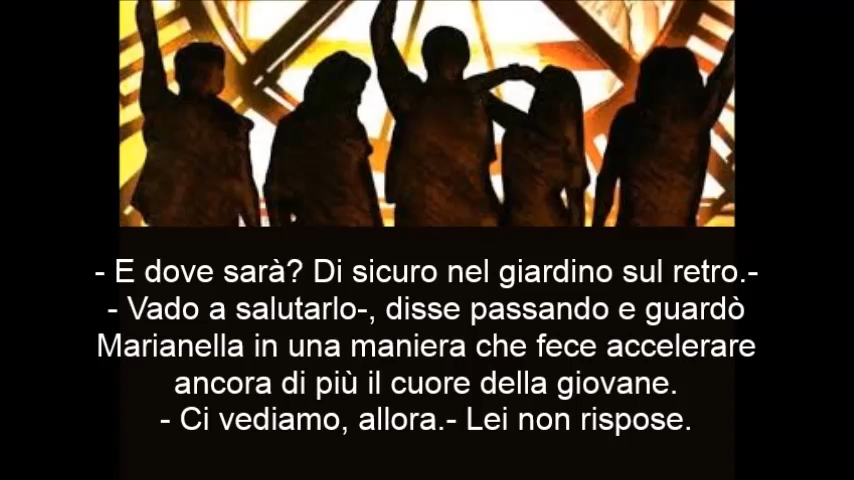 - E dove sarà? Di sicuro nel giardino sul retro.-
- Vado a salutarlo-, disse passando e guardò
Marianella in una maniera che fece accelerare
ancora di più il cuore della giovane.
- Ci vediamo, allora.- Lei non rispose.